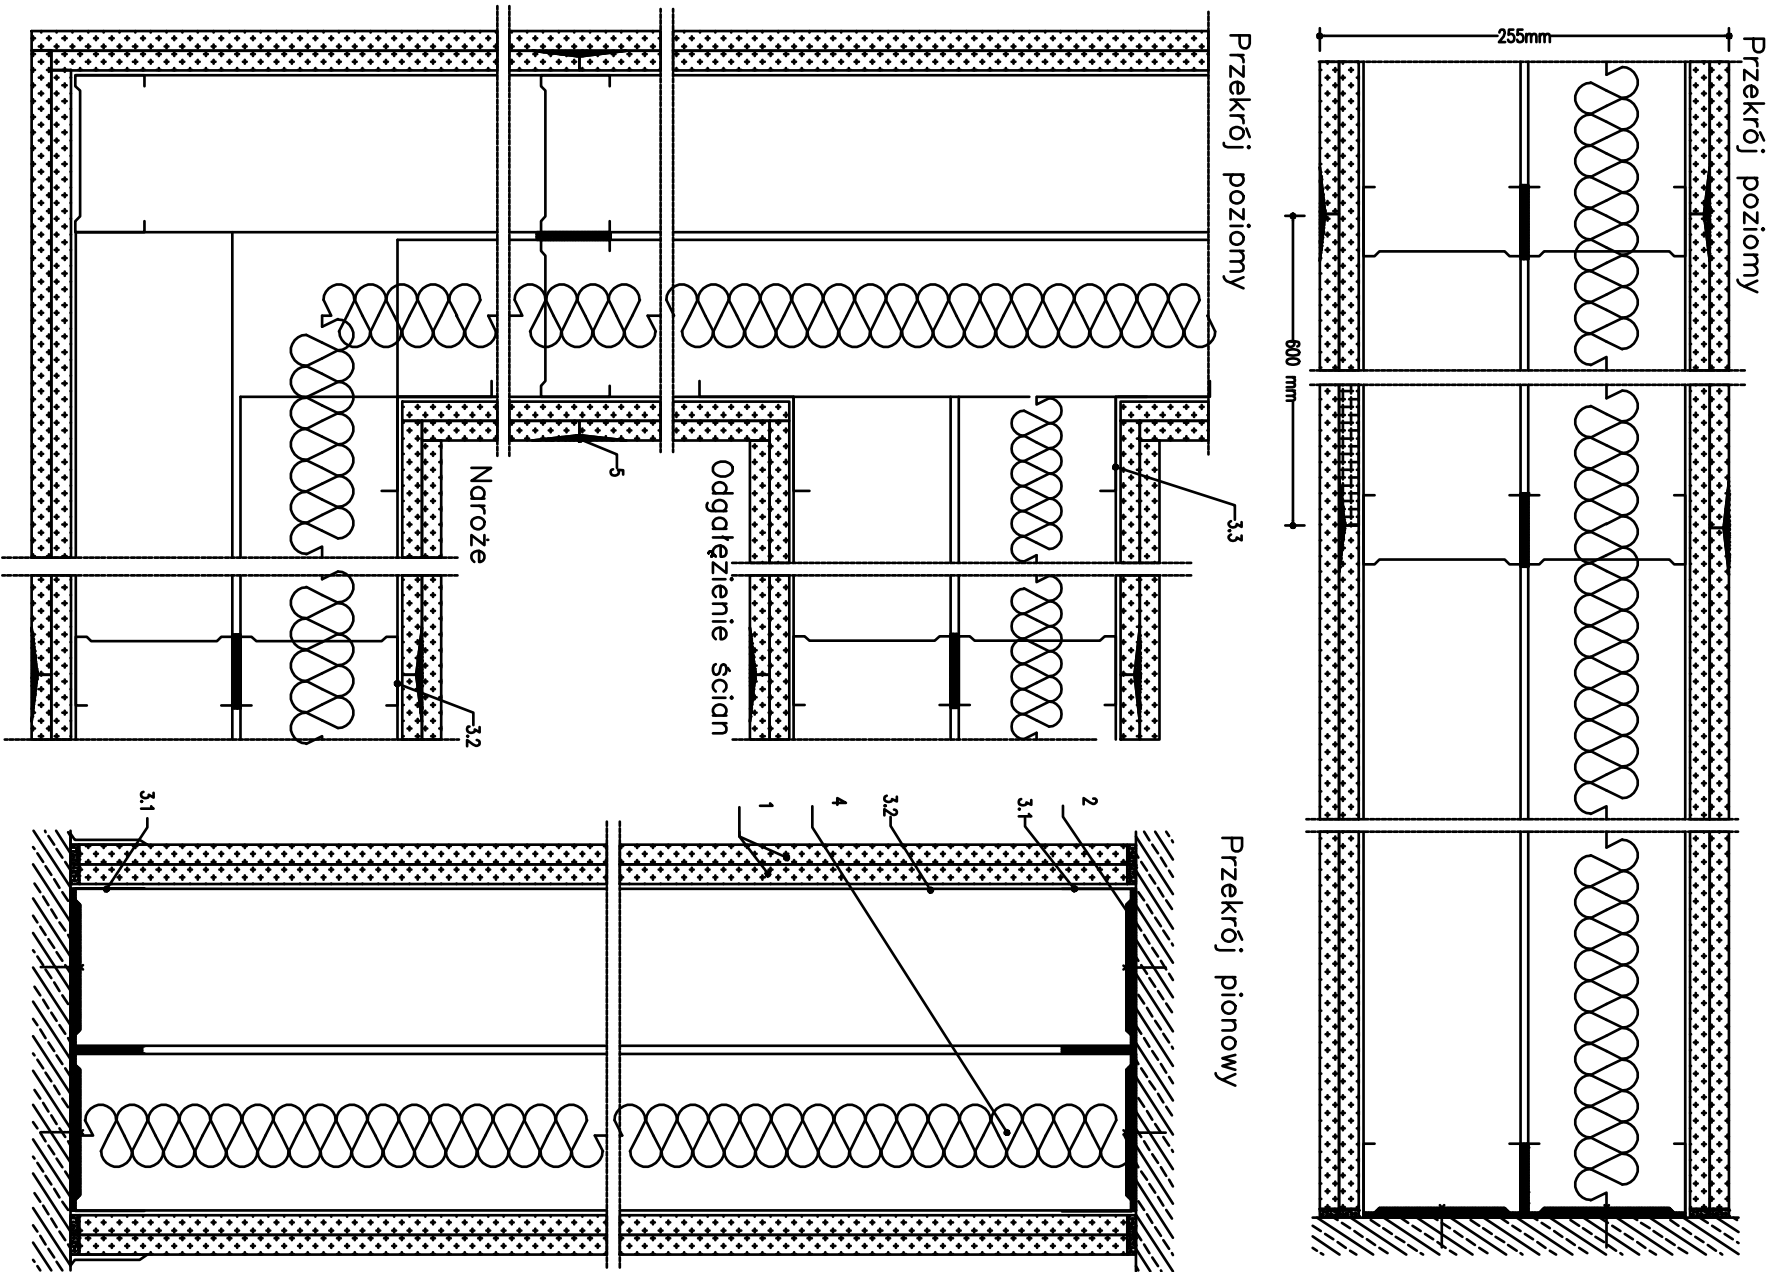 Przekrój poziomy
255mm
600 mm
Przekrój poziomy
3.3
5
Odgałęzienie ścian
Naroże
3.2
Przekrój pionowy
2
3.1
3.2
4
1
3.1